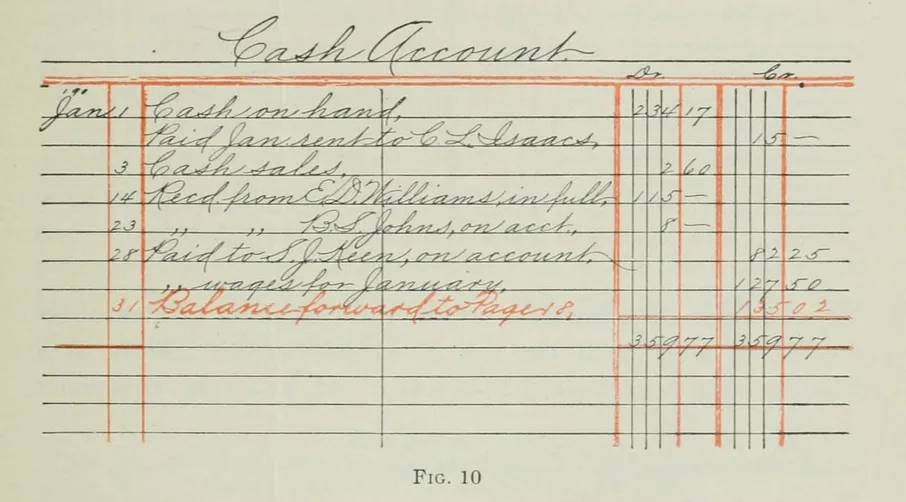 Cash Account.
Dr. Cr.
'9'
Jan 1 Cash on hand, 234 17
Paid Jan. rent to C. L. Isaacs, 15 —
3 Cash sales, 2 60
14 Recd. from E. D. Williams, in full, 115 —
23 " " B. S. Johns, on acct., 8 —
28 Paid to S. J. Keen, on account, 82 25
" wages for January, 127 50
31 Balance forward to Page 18, 135 02
359 77 359 77
FIG. 10